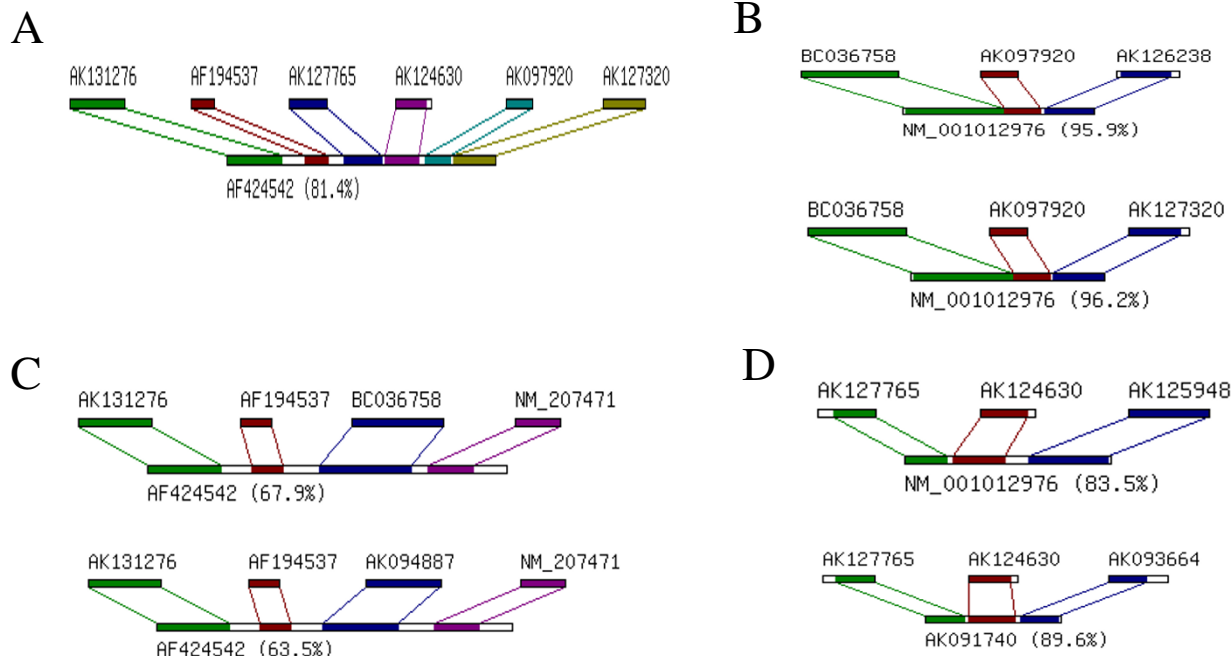 A
AK131276 AF194537 AK127765 AK124630 AK097920 AK127320
AF424542 (81.4%)
B
BC036758 AK097920 AK126238
NM_001012976 (95.9%)
BC036758 AK097920 AK127320
NM_001012976 (96.2%)
C
AK131276 AF194537 BC036758 NM_207471
AF424542 (67.9%)
AK131276 AF194537 AK094887 NM_207471
AF424542 (63.5%)
D
AK127765 AK124630 AK125948
NM_001012976 (83.5%)
AK127765 AK124630 AK093664
AK091740 (89.6%)